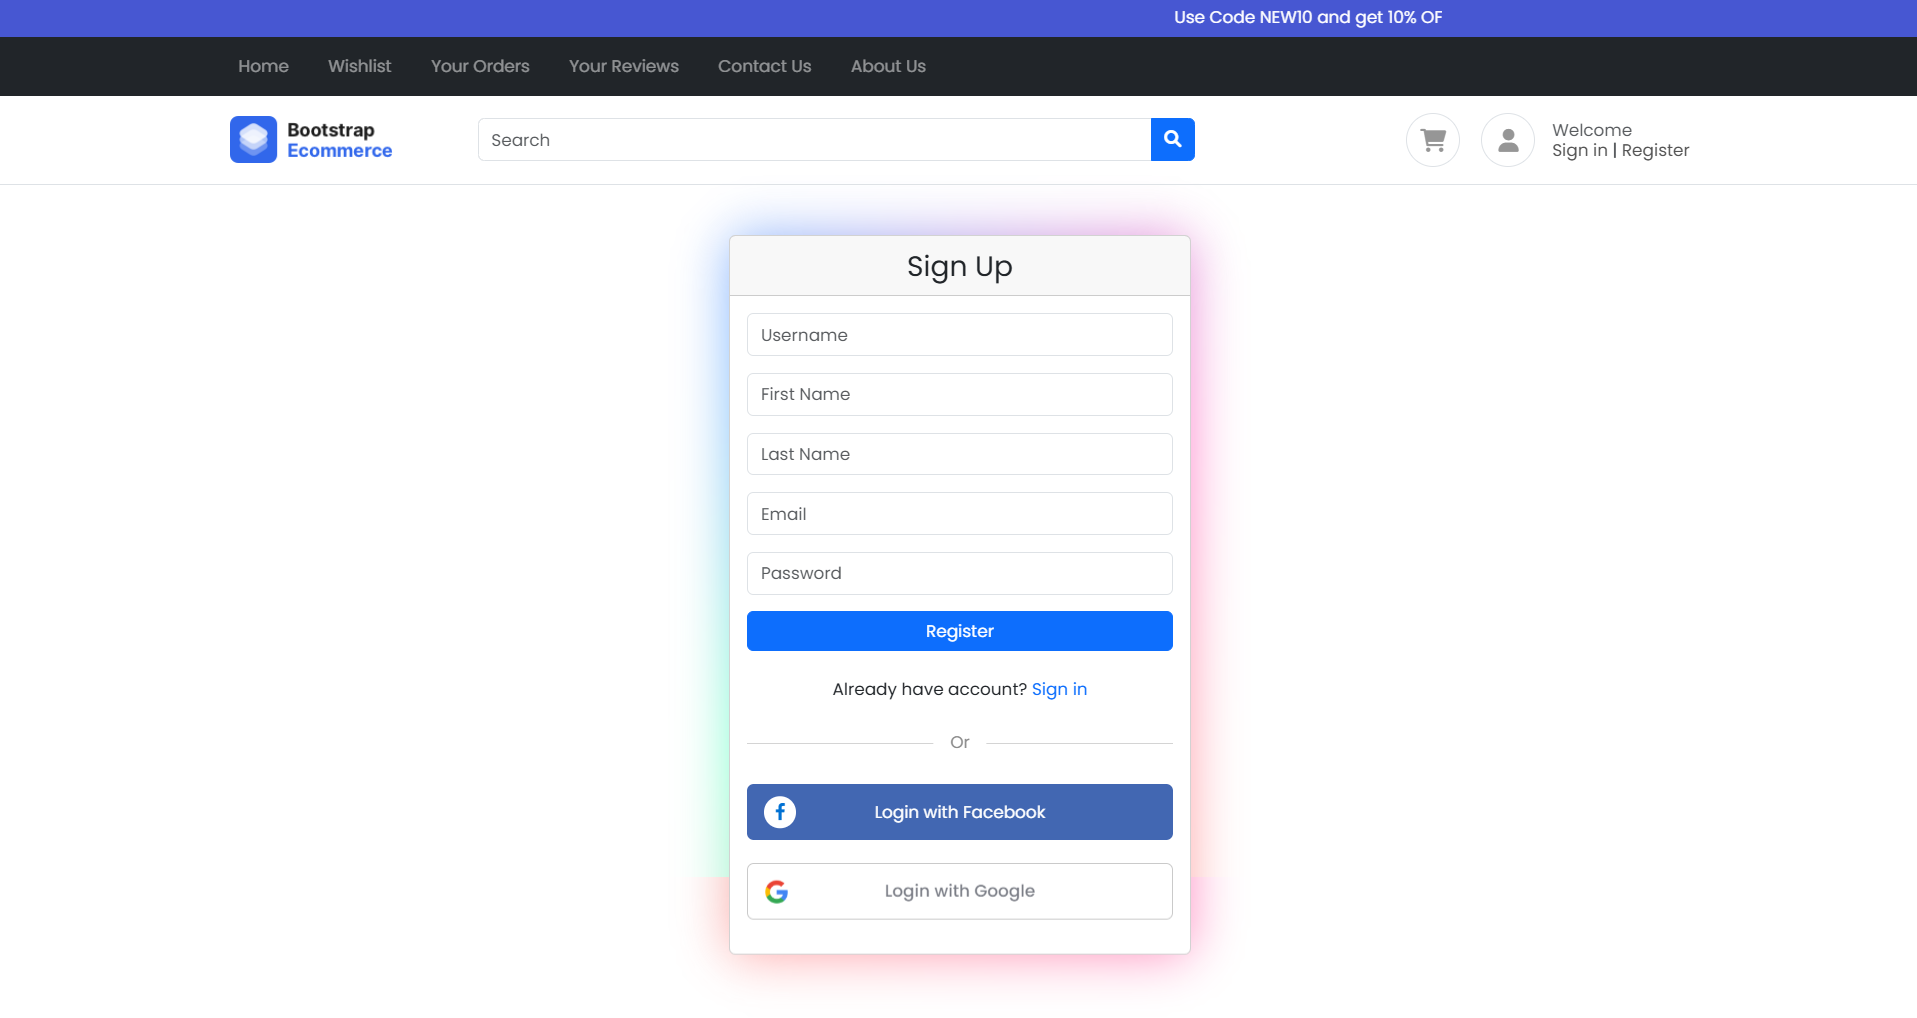 Use Code NEW10 and get 10% OF
Home Wishlist Your Orders Your Reviews Contact Us About Us
Bootstrap
Ecommerce
Search
Welcome
Sign in | Register
Sign Up
Username
First Name
Last Name
Email
Password
Register
Already have account? Sign in
Or
Login with Facebook
Login with Google